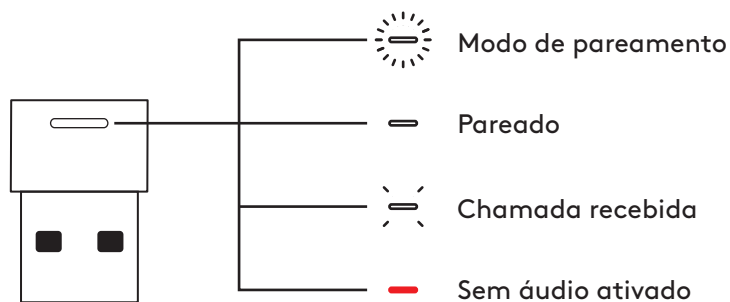 Modo de pareamento
Pareado
Chamada recebida
Sem áudio ativado